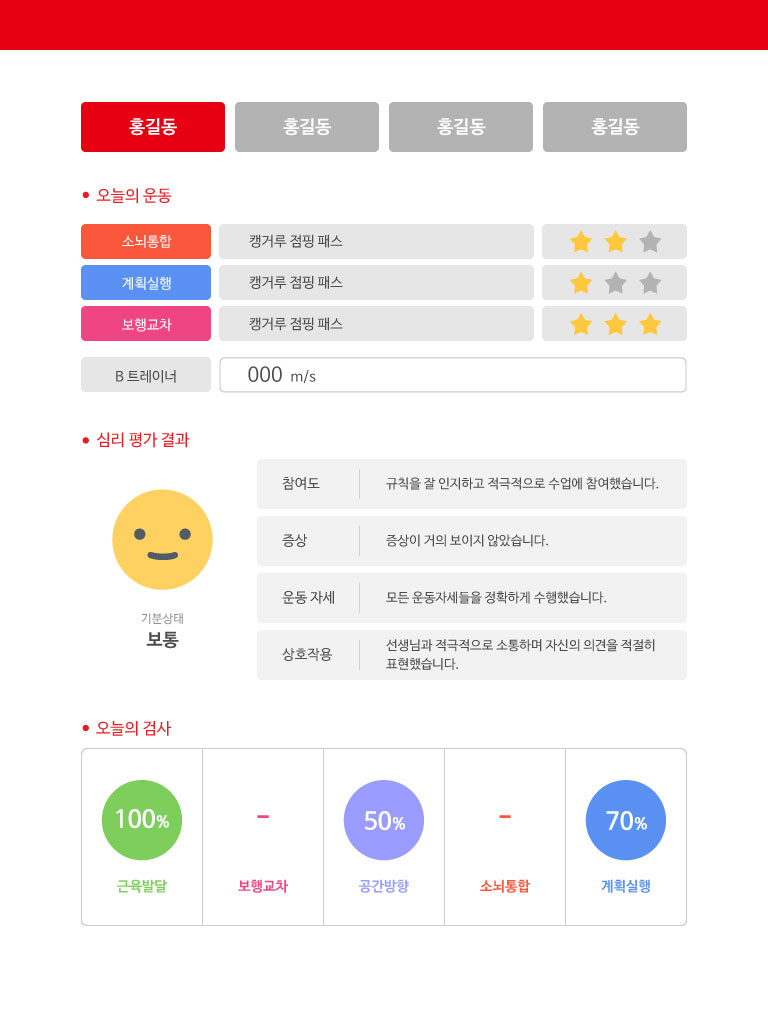 홍길동
홍길동
홍길동
홍길동
오늘의 운동
소뇌통합
캥거루 점핑 패스
계획실행
캥거루 점핑 패스
보행교차
캥거루 점핑 패스
B 트레이너
000 m/s
심리 평가 결과
기분상태
보통
참여도
규칙을 잘 인지하고 적극적으로 수업에 참여했습니다.
증상
증상이 거의 보이지 않았습니다.
운동 자세
모든 운동자세들을 정확하게 수행했습니다.
상호작용
선생님과 적극적으로 소통하며 자신의 의견을 적절히
표현했습니다.
오늘의 검사
100%
근육발달
-
보행교차
50%
공간방향
-
소뇌통합
70%
계획실행